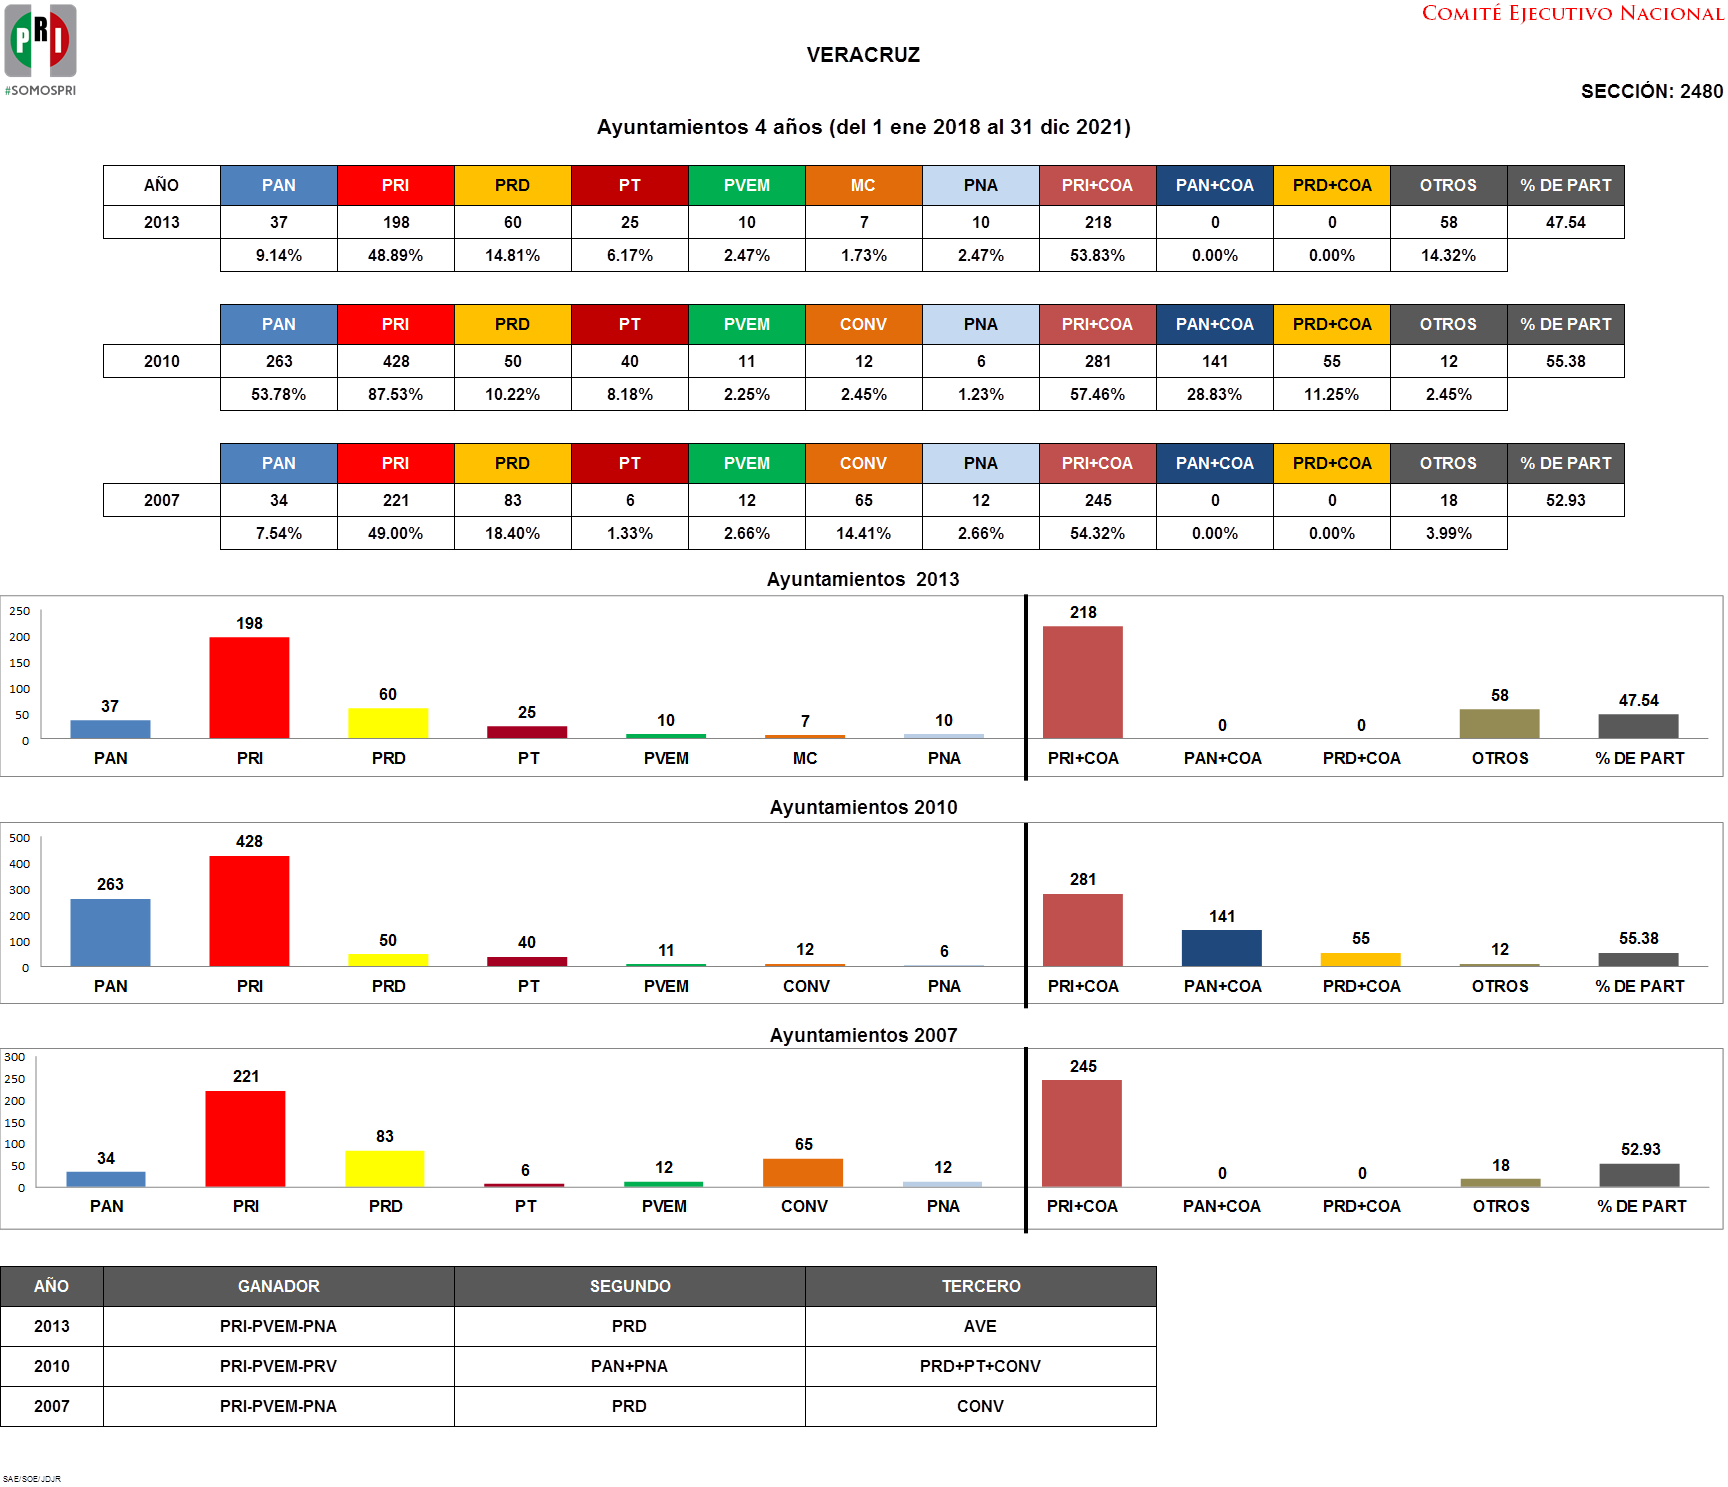 PRI
#SOMOSPRI
COMITÉ EJECUTIVO NACIONAL
VERACRUZ
SECCIÓN: 2480
Ayuntamientos 4 años (del 1 ene 2018 al 31 dic 2021)
AÑO PAN PRI PRD PT PVEM MC PNA PRI+COA PAN+COA PRD+COA OTROS % DE PART
2013 37 198 60 25 10 7 10 218 0 0 58 47.54
9.14% 48.89% 14.81% 6.17% 2.47% 1.73% 2.47% 53.83% 0.00% 0.00% 14.32%
PAN PRI PRD PT PVEM CONV PNA PRI+COA PAN+COA PRD+COA OTROS % DE PART
2010 263 428 50 40 11 12 6 281 141 55 12 55.38
53.78% 87.53% 10.22% 8.18% 2.25% 2.45% 1.23% 57.46% 28.83% 11.25% 2.45%
PAN PRI PRD PT PVEM CONV PNA PRI+COA PAN+COA PRD+COA OTROS % DE PART
2007 34 221 83 6 12 65 12 245 0 0 18 52.93
7.54% 49.00% 18.40% 1.33% 2.66% 14.41% 2.66% 54.32% 0.00% 0.00% 3.99%
Ayuntamientos 2013
250
200
150
100
50
0
37 198 60 25 10 7 10 218 0 0 58 47.54
PAN PRI PRD PT PVEM MC PNA PRI+COA PAN+COA PRD+COA OTROS % DE PART
Ayuntamientos 2010
500
400
300
200
100
0
263 428 50 40 11 12 6 281 141 55 12 55.38
PAN PRI PRD PT PVEM CONV PNA PRI+COA PAN+COA PRD+COA OTROS % DE PART
Ayuntamientos 2007
300
250
200
150
100
50
0
34 221 83 6 12 65 12 245 0 0 18 52.93
PAN PRI PRD PT PVEM CONV PNA PRI+COA PAN+COA PRD+COA OTROS % DE PART
AÑO GANADOR SEGUNDO TERCERO
2013 PRI-PVEM-PNA PRD AVE
2010 PRI-PVEM-PRV PAN+PNA PRD+PT+CONV
2007 PRI-PVEM-PNA PRD CONV
SAE/SOE/JDJR